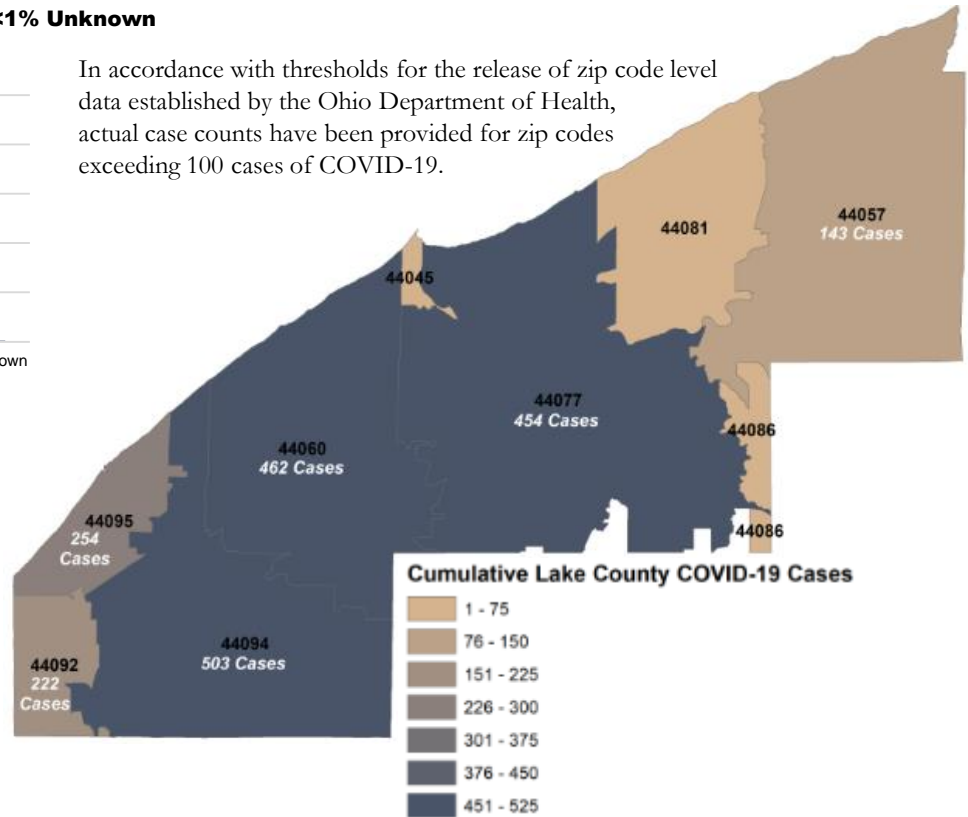 <1% Unknown
In accordance with thresholds for the release of zip code level
data established by the Ohio Department of Health,
actual case counts have been provided for zip codes
exceeding 100 cases of COVID-19.
44057
143 Cases
44081
44045
44077
454 Cases
44086
44060
462 Cases
44095
254
Cases
44086
44094
503 Cases
44092
222
Cases
Cumulative Lake County COVID-19 Cases
1 - 75
76 - 150
151 - 225
226 - 300
301 - 375
376 - 450
451 - 525